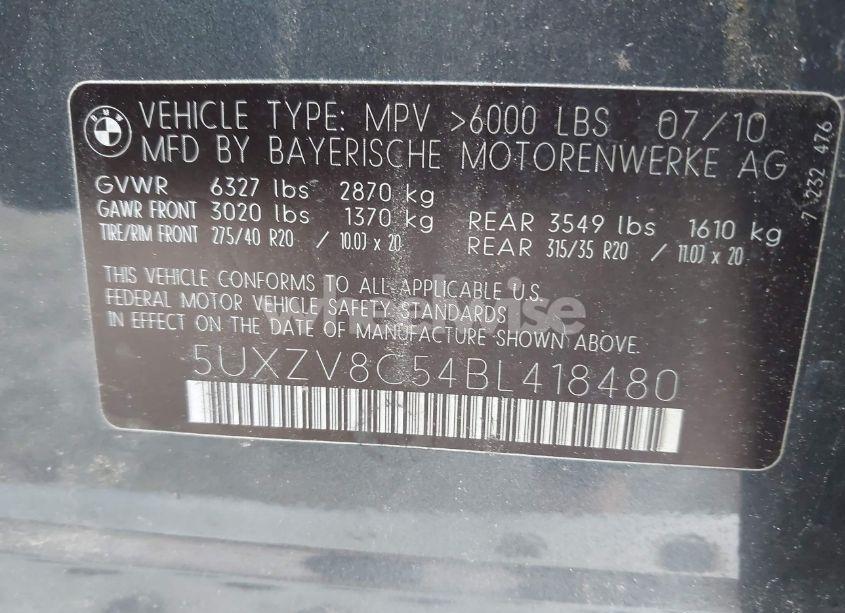 BMW
VEHICLE TYPE: MPV >6000 LBS 07/10
MFD BY BAYERISCHE MOTORENWERKE AG
GVWR 6327 lbs 2870 kg
GAWR FRONT 3020 lbs 1370 kg REAR 3549 lbs 1610 kg
TIRE/RIM FRONT 275/40 R20 / 10.0J x 20 REAR 315/35 R20 / 11.0J x 20
THIS VEHICLE CONFORMS TO ALL APPLICABLE U.S.
FEDERAL MOTOR VEHICLE SAFETY STANDARDS
IN EFFECT ON THE DATE OF MANUFACTURE SHOWN ABOVE.
5UXZV8C54BL418480
7 232 476
wheelwise